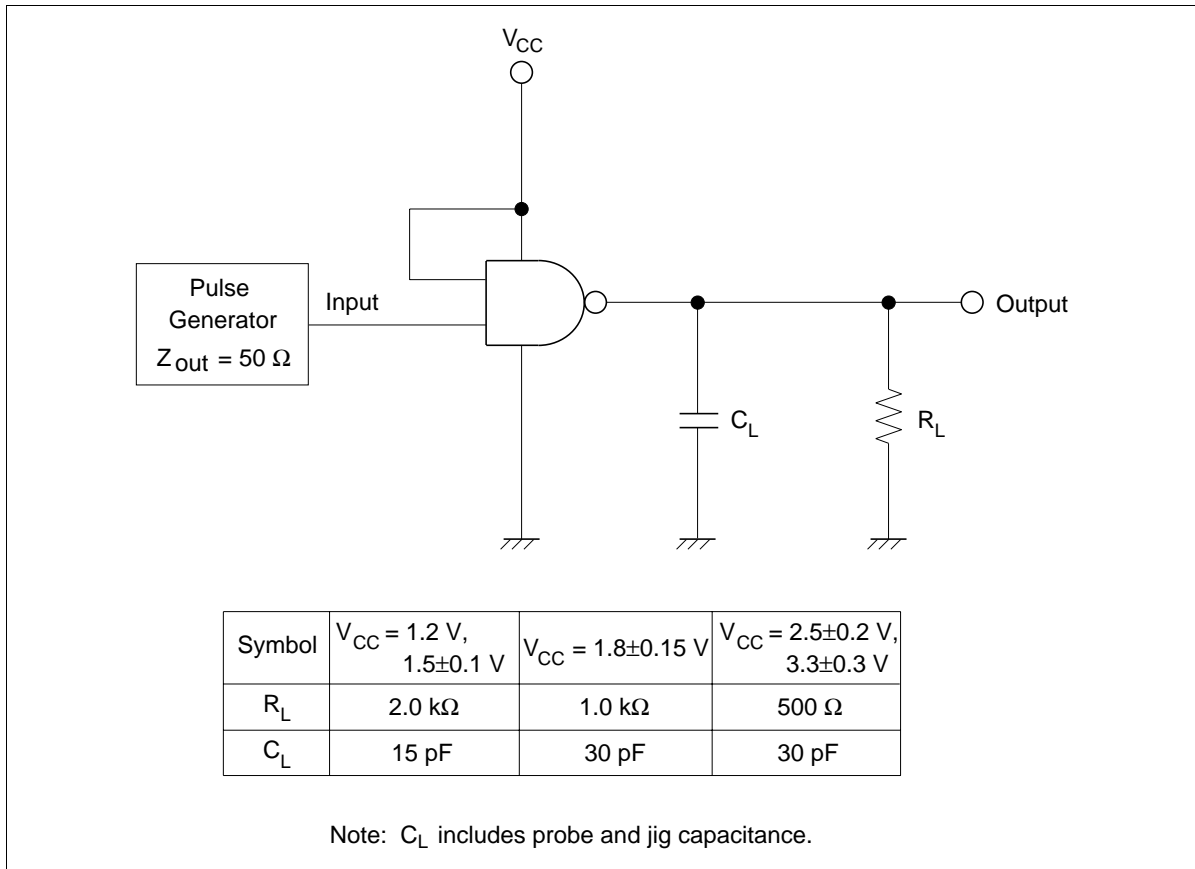 VCC
Pulse
Generator
Zout = 50 Ω
Input
Output
CL
RL
Symbol
VCC = 1.2 V,
1.5±0.1 V
VCC = 1.8±0.15 V
VCC = 2.5±0.2 V,
3.3±0.3 V
RL
2.0 kΩ
1.0 kΩ
500 Ω
CL
15 pF
30 pF
30 pF
Note: CL includes probe and jig capacitance.